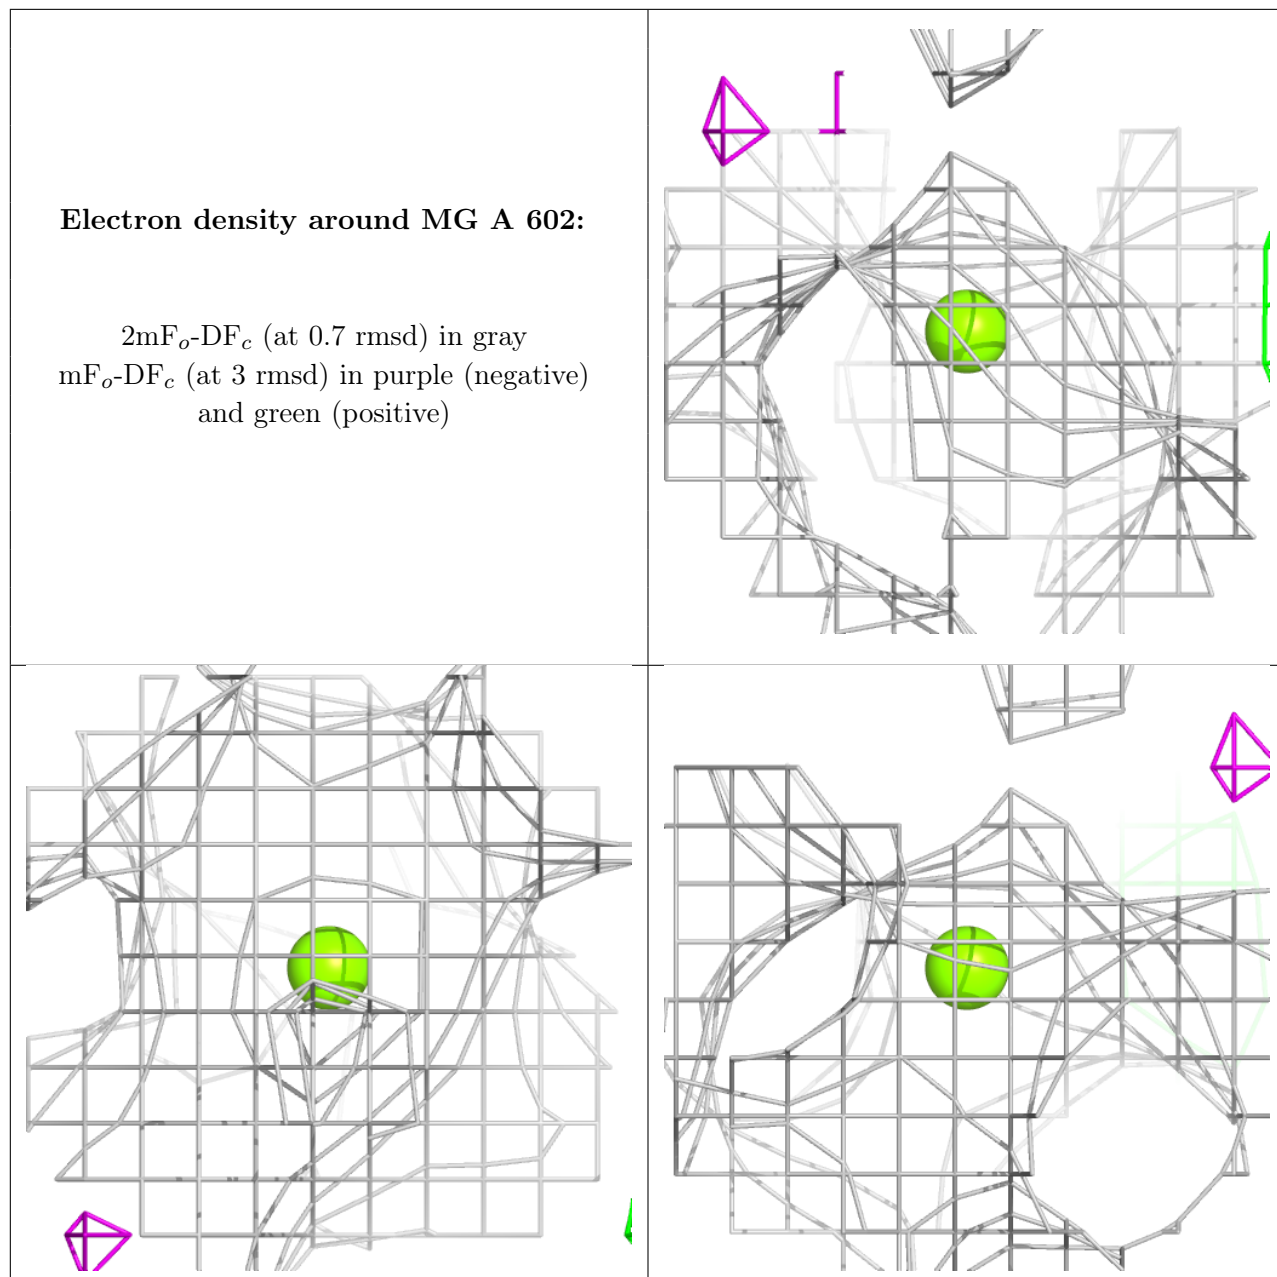 Electron density around MG A 602:
2mFo-DFc (at 0.7 rmsd) in gray
mFo-DFc (at 3 rmsd) in purple (negative)
and green (positive)